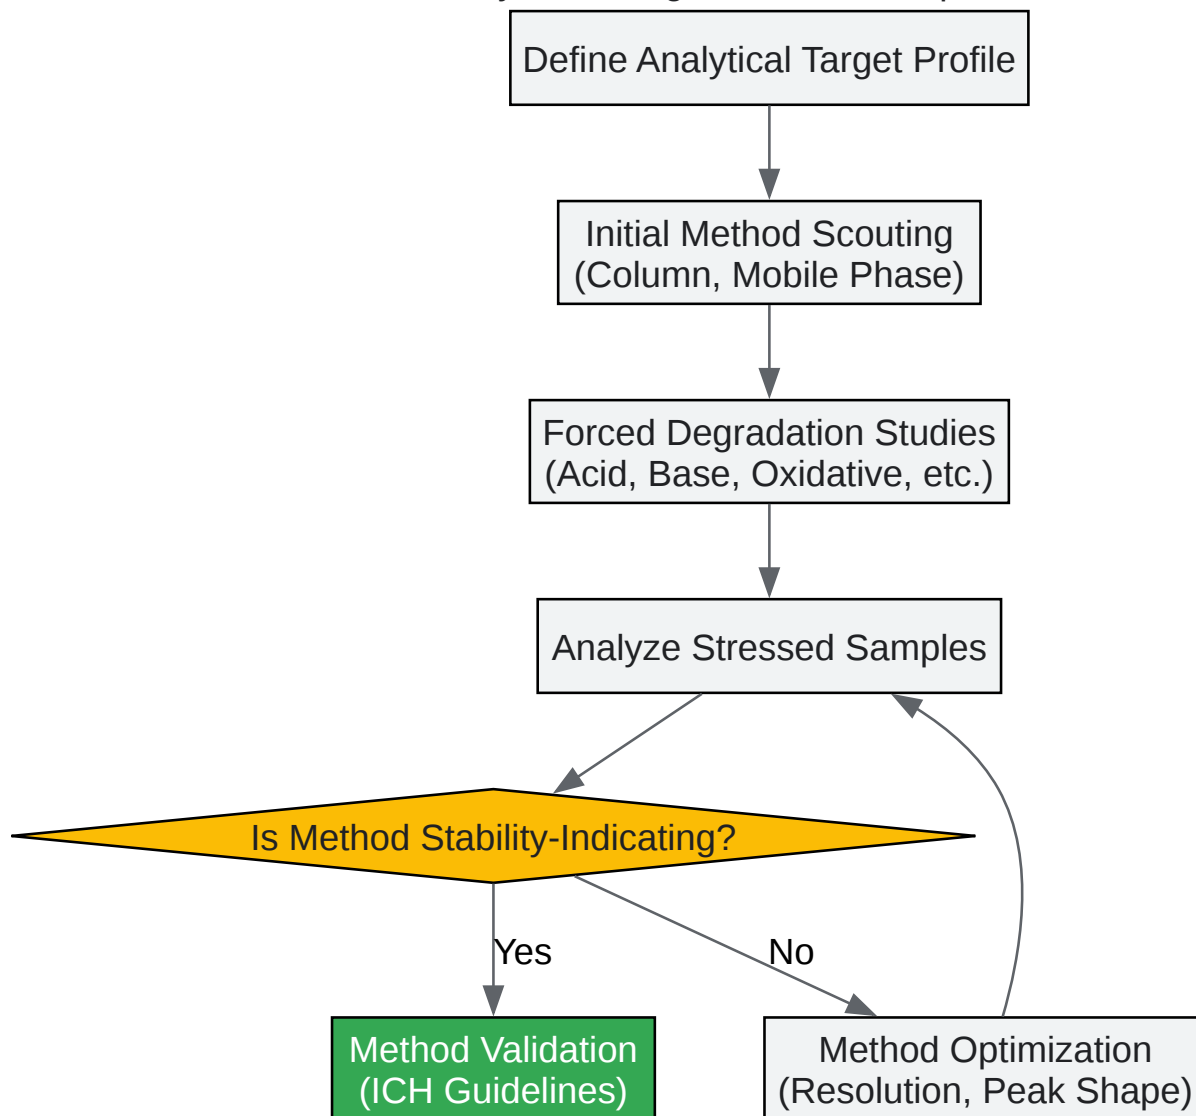 Define Analytical Target Profile
Initial Method Scouting
(Column, Mobile Phase)
Forced Degradation Studies
(Acid, Base, Oxidative, etc.)
Analyze Stressed Samples
Is Method Stability-Indicating?
Yes
No
Method Validation
(ICH Guidelines)
Method Optimization
(Resolution, Peak Shape)